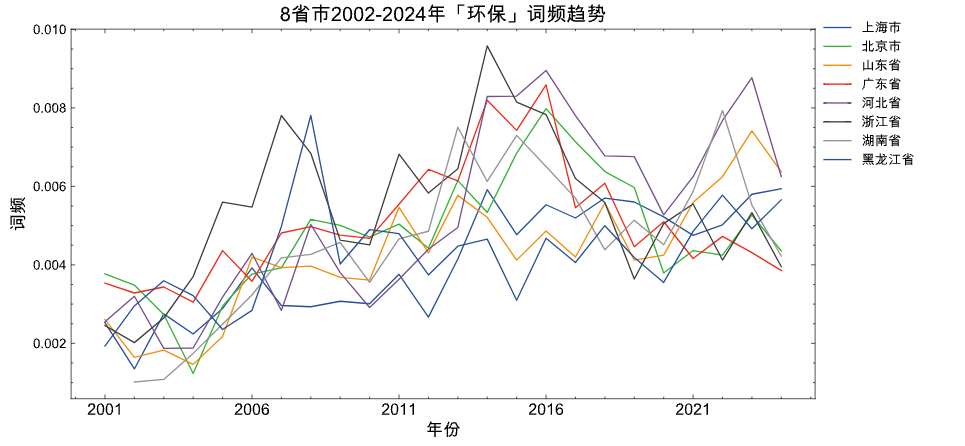 8省市2002-2024年「环保」词频趋势
词频
0.010
0.008
0.006
0.004
0.002
2001
2006
2011
2016
2021
年份
上海市
北京市
山东省
广东省
河北省
浙江省
湖南省
黑龙江省